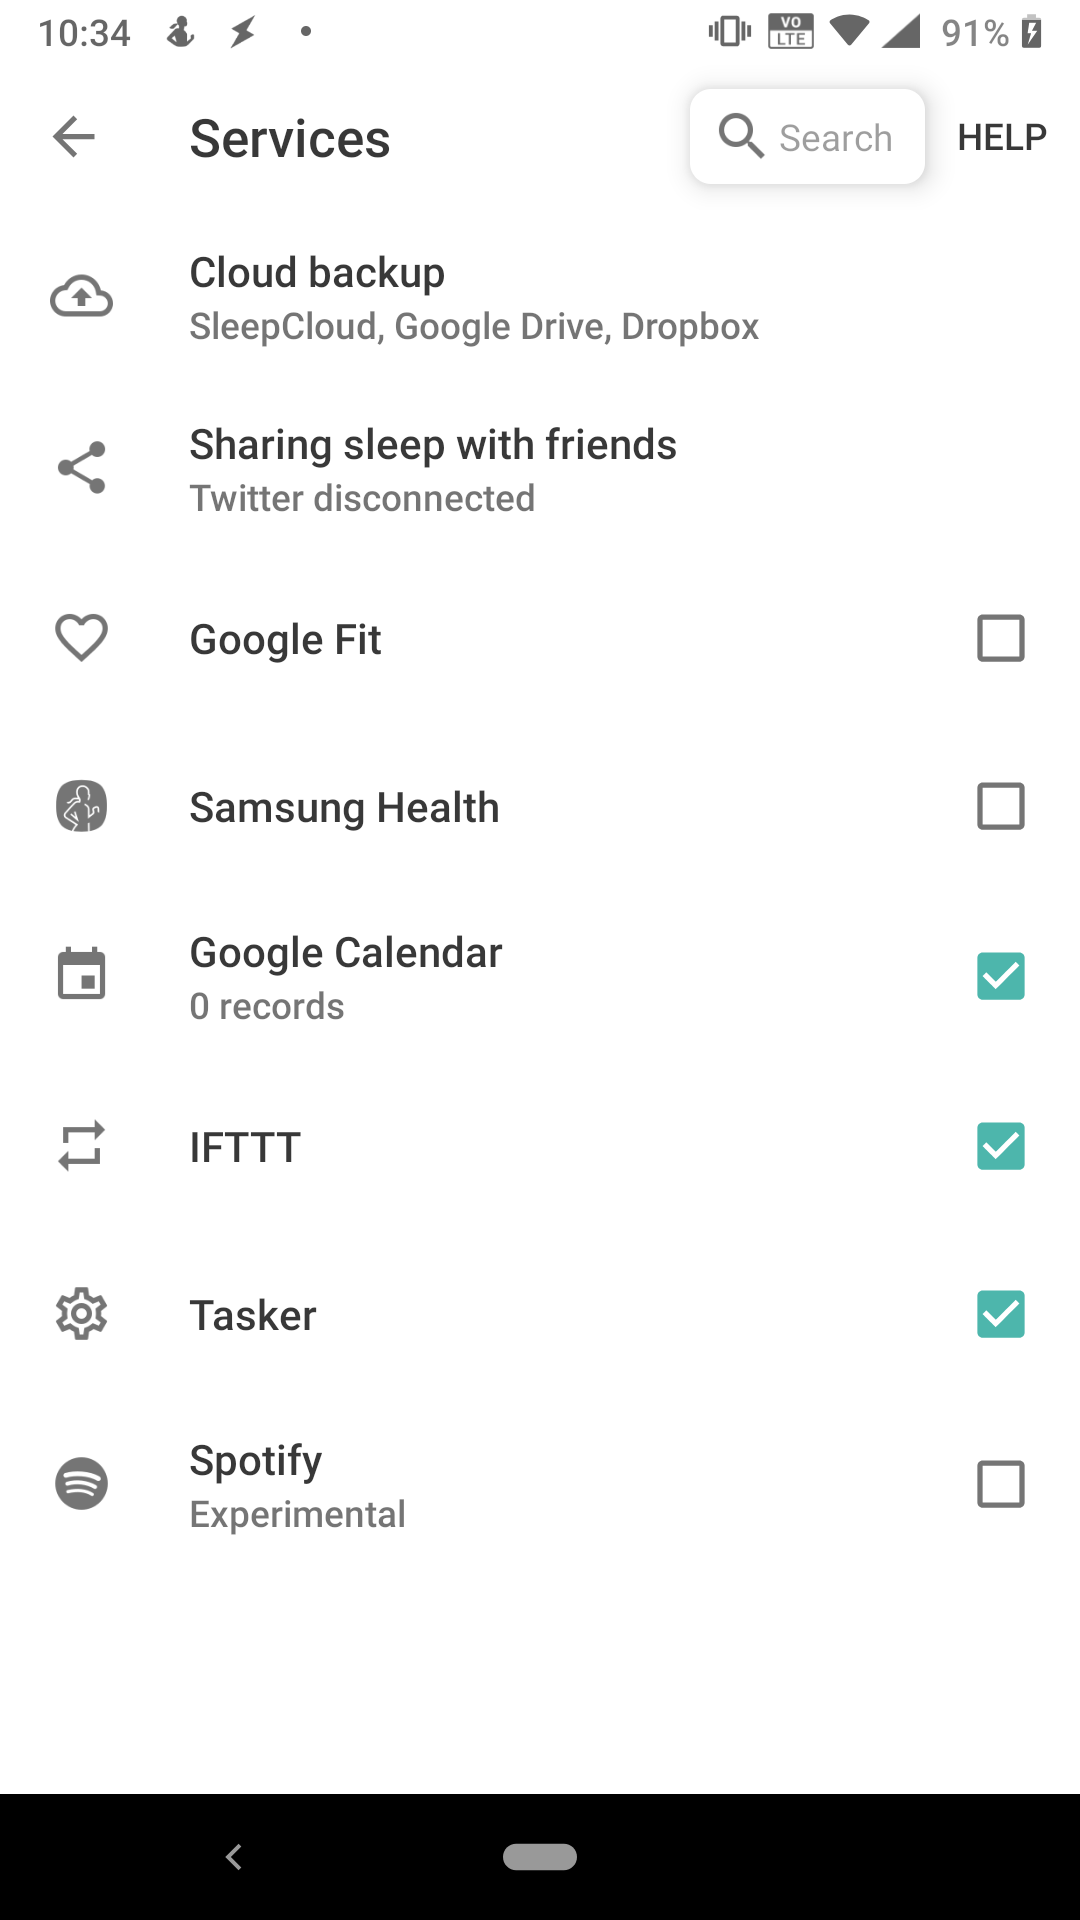 10:34 VO LTE 91%
Services Search HELP
Cloud backup
SleepCloud, Google Drive, Dropbox
Sharing sleep with friends
Twitter disconnected
Google Fit
Samsung Health
Google Calendar
0 records
IFTTT
Tasker
Spotify
Experimental